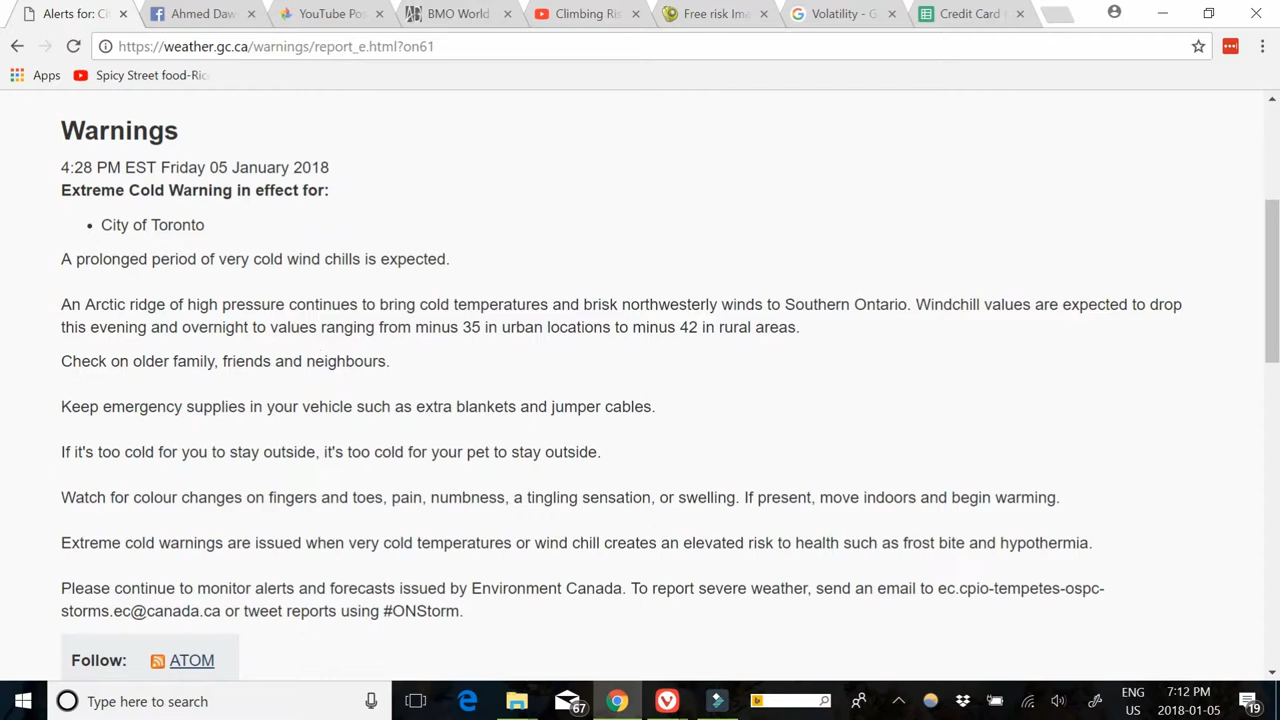 Alerts for: Ci
Ahmed Daw
YouTube Pos
BMO World
Climbing Ris
Free risk Ima
Volatility - G
Credit Card
https://weather.gc.ca/warnings/report_e.html?on61
Apps
Spicy Street food-Ric
Warnings
4:28 PM EST Friday 05 January 2018
Extreme Cold Warning in effect for:
• City of Toronto
A prolonged period of very cold wind chills is expected.
An Arctic ridge of high pressure continues to bring cold temperatures and brisk northwesterly winds to Southern Ontario. Windchill values are expected to drop
this evening and overnight to values ranging from minus 35 in urban locations to minus 42 in rural areas.
Check on older family, friends and neighbours.
Keep emergency supplies in your vehicle such as extra blankets and jumper cables.
If it's too cold for you to stay outside, it's too cold for your pet to stay outside.
Watch for colour changes on fingers and toes, pain, numbness, a tingling sensation, or swelling. If present, move indoors and begin warming.
Extreme cold warnings are issued when very cold temperatures or wind chill creates an elevated risk to health such as frost bite and hypothermia.
Please continue to monitor alerts and forecasts issued by Environment Canada. To report severe weather, send an email to ec.cpio-tempetes-ospc-
storms.ec@canada.ca or tweet reports using #ONStorm.
Follow: ATOM
Type here to search
67
ENG
US
7:12 PM
2018-01-05
19